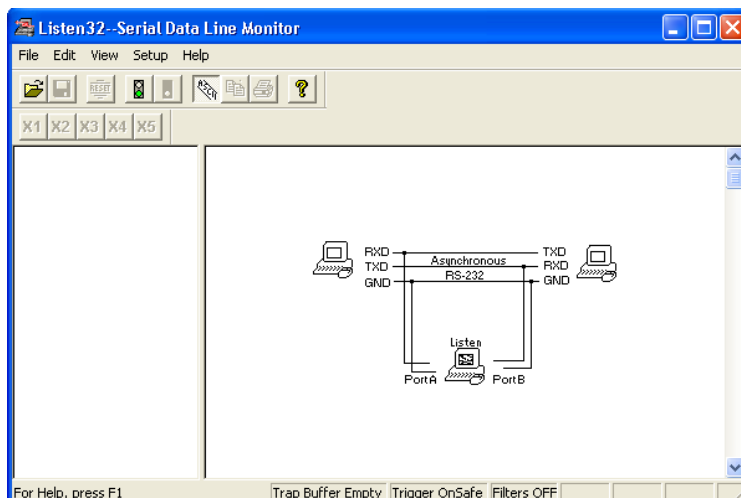 Listen32--Serial Data Line Monitor
File Edit View Setup Help
RESET ASCII ?
X1 X2 X3 X4 X5
RXD TXD
TXD Asynchronous RXD
GND RS-232 GND
Listen
PortA PortB
For Help, press F1 Trap Buffer Empty Trigger OnSafe Filters OFF